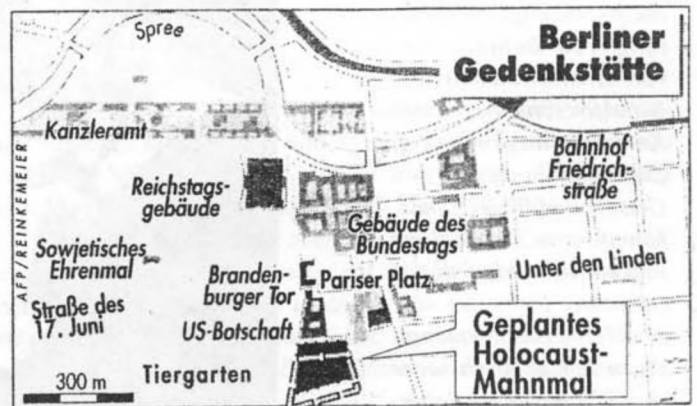 Spree
Berliner
Gedenkstätte
Kanzleramt
Bahnhof
Friedrich-
straße
Reichstags-
gebäude
Gebäude des
Bundestags
Sowjetisches
Ehrenmal
Unter den Linden
Branden-
burger Tor
Pariser Platz
Straße des
17. Juni
US-Botschaft
Geplantes
Holocaust-
Mahnmal
Tiergarten
300 m
AFP/REINKEMEIER